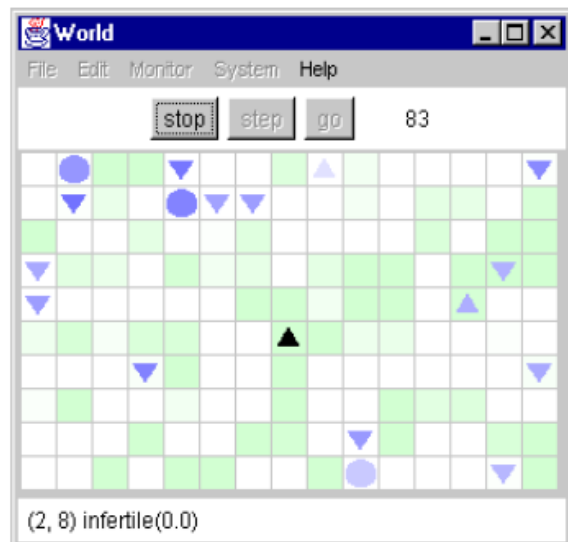 World
File Edit Monitor System Help
stop step go 83
(2, 8) infertile(0.0)